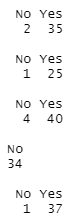 No Yes
2 35
No Yes
1 25
No Yes
4 40
No
34
No Yes
1 37